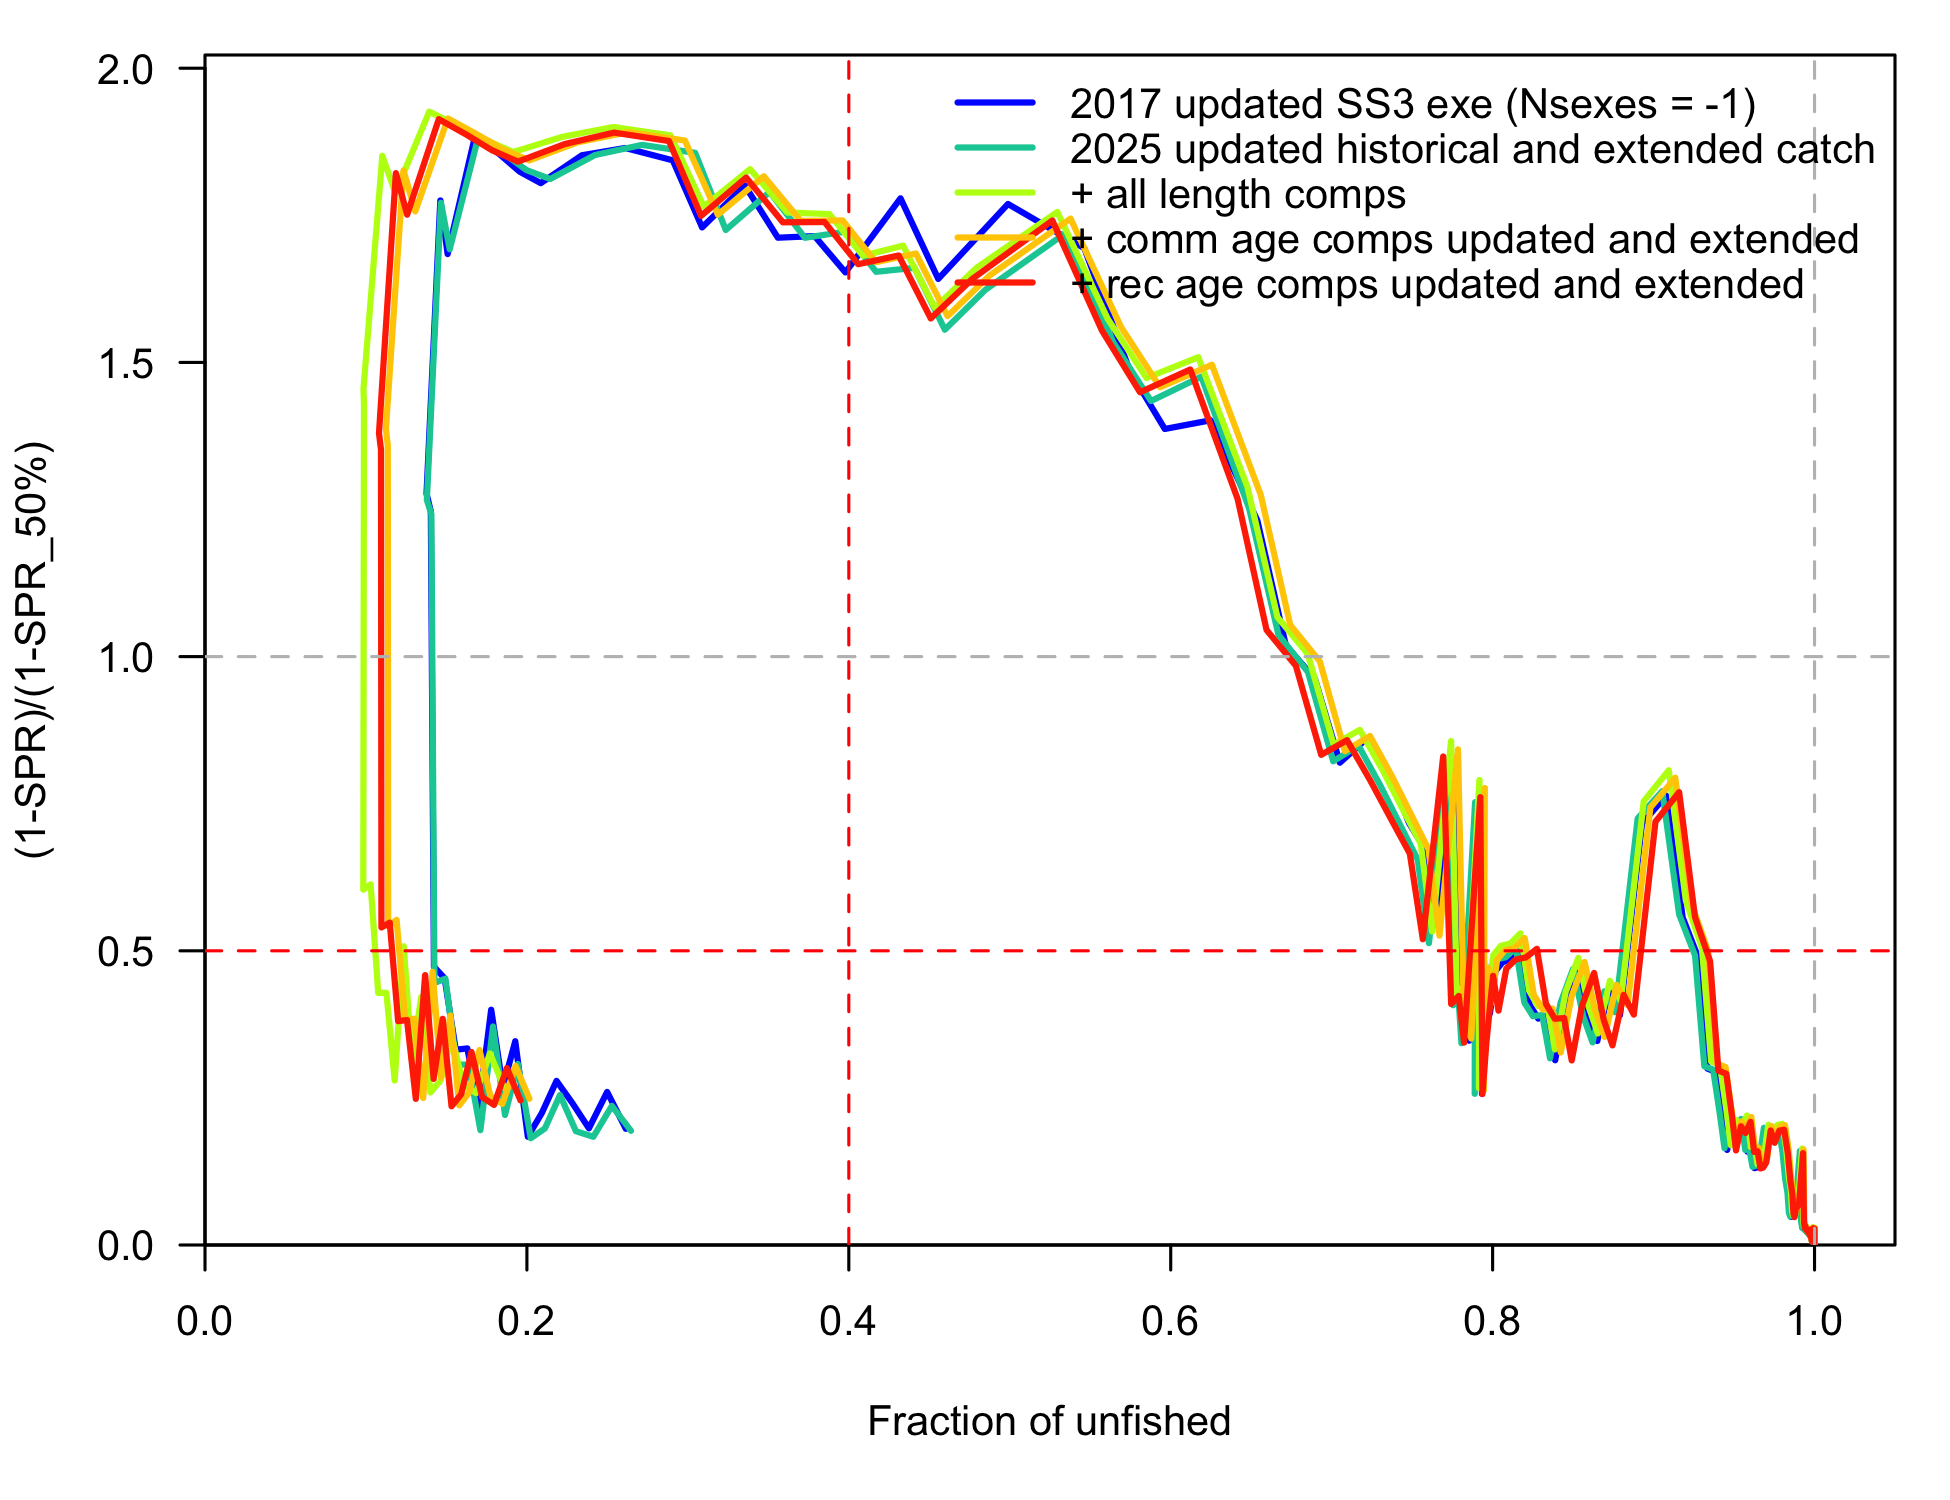 2.0
1.5
1.0
0.5
0.0
(1-SPR)/(1-SPR_50%)
2017 updated SS3 exe (Nsexes = -1)
2025 updated historical and extended catch
+ all length comps
+ comm age comps updated and extended
+ rec age comps updated and extended
0.0 0.2 0.4 0.6 0.8 1.0
Fraction of unfished